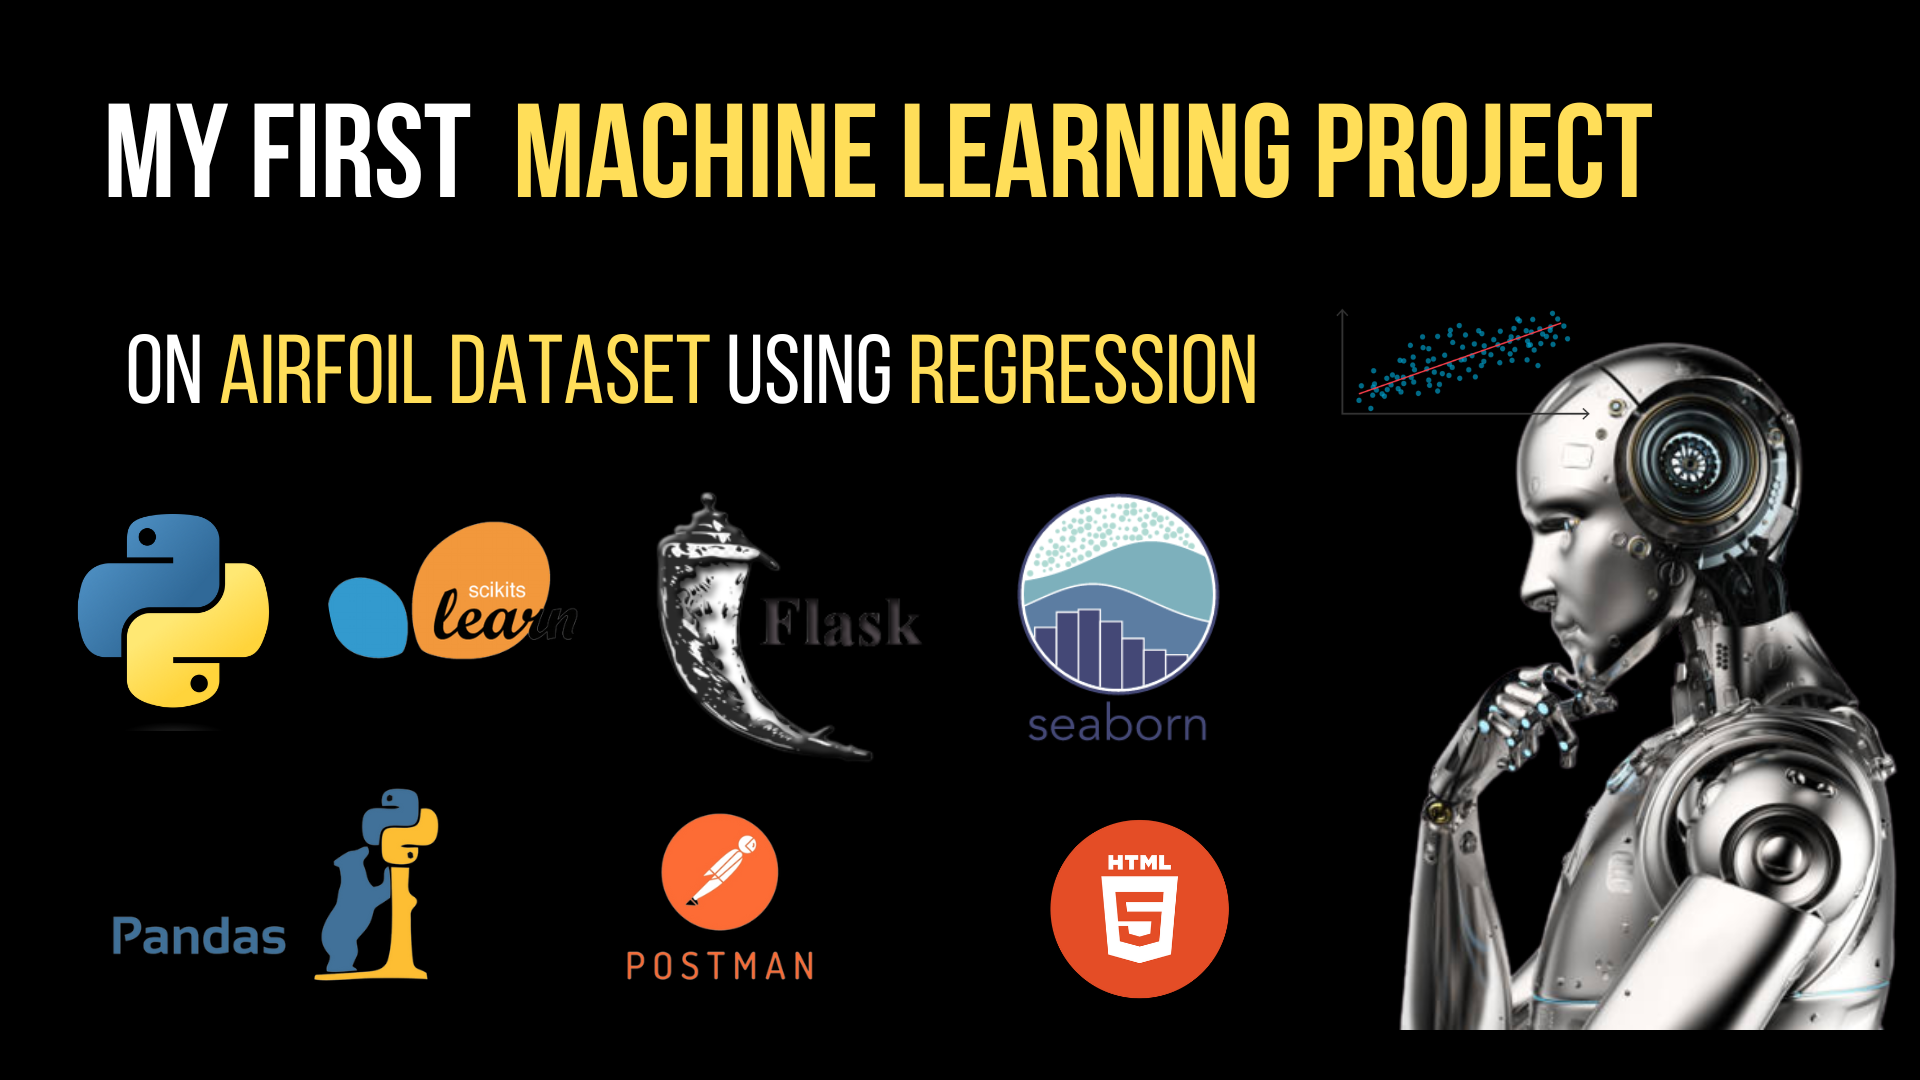 MY FIRST MACHINE LEARNING PROJECT
ON AIRFOIL DATASET USING REGRESSION
scikits
learn
Flask
seaborn
Pandas
POSTMAN
HTML
5